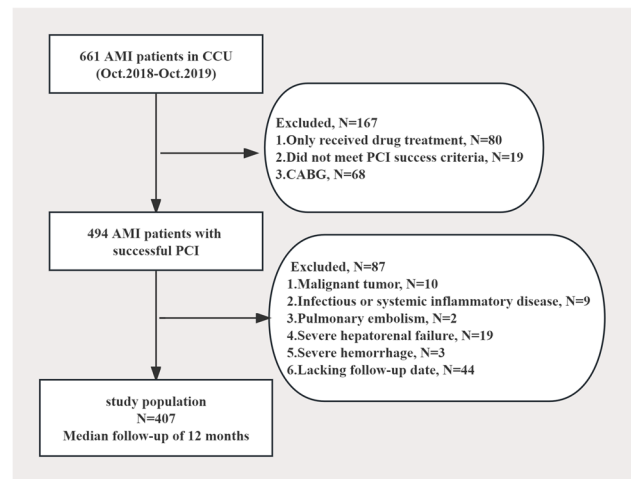 661 AMI patients in CCU
(Oct.2018-Oct.2019)
Excluded, N=167
1.Only received drug treatment, N=80
2.Did not meet PCI success criteria, N=19
3.CABG, N=68
494 AMI patients with
successful PCI
Excluded, N=87
1.Malignant tumor, N=10
2.Infectious or systemic inflammatory disease, N=9
3.Pulmonary embolism, N=2
4.Severe hepatorenal failure, N=19
5.Severe hemorrhage, N=3
6.Lacking follow-up date, N=44
study population
N=407
Median follow-up of 12 months